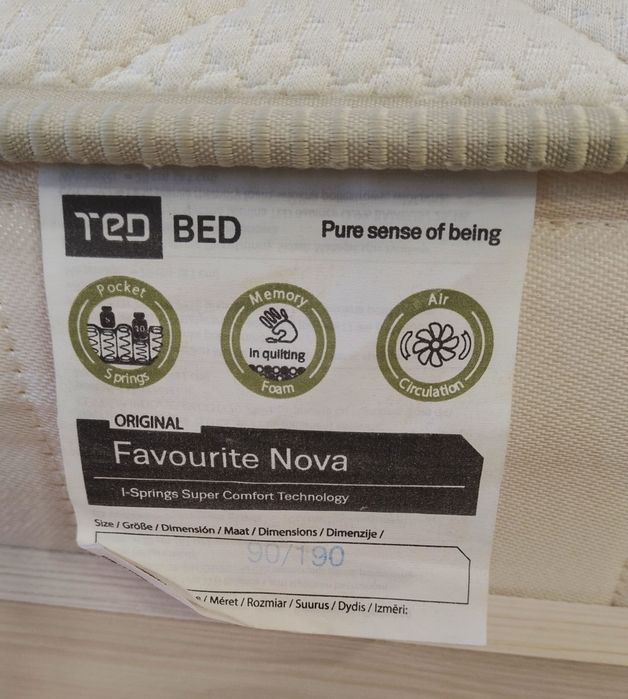 TED BED
Pure sense of being
Pocket
Springs
Memory
in quilting
Foam
Air
Circulation
ORIGINAL
Favourite Nova
I-Springs Super Comfort Technology
Size / Größe / Dimensión / Maat / Dimensions / Dimenzije /
90/190
/ Méret / Rozmiar / Suurus / Dydis / Izmēri: